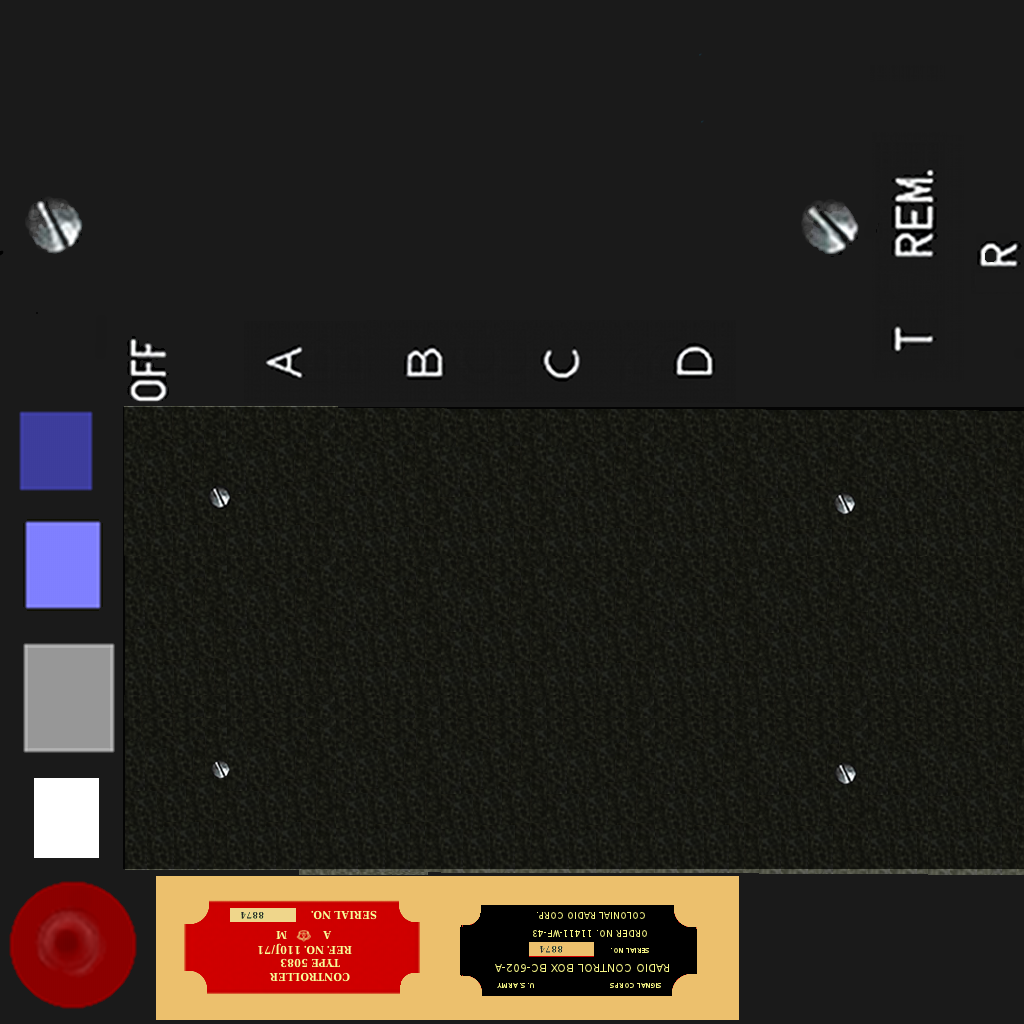 REM.
R
T
OFF
A
B
C
D
CONTROLLER
TYPE 5083
REF. NO. 110J/71
A M
SERIAL NO. 8874
SIGNAL CORPS U.S. ARMY
RADIO CONTROL BOX BC-602-A
SERIAL NO. 8874
ORDER NO. 11411-WF-43
COLONIAL RADIO CORP.